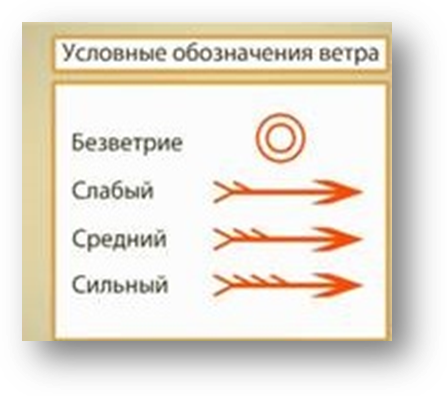 Условные обозначения ветра
Безветрие
Слабый
Средний
Сильный